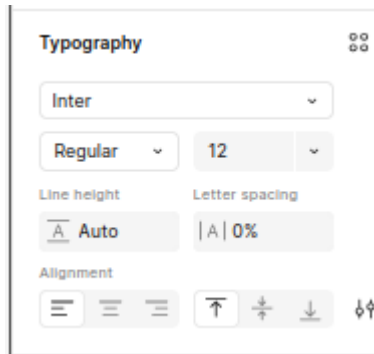 Typography
Inter
Regular 12
Line height Letter spacing
A Auto |A| 0%
Alignment